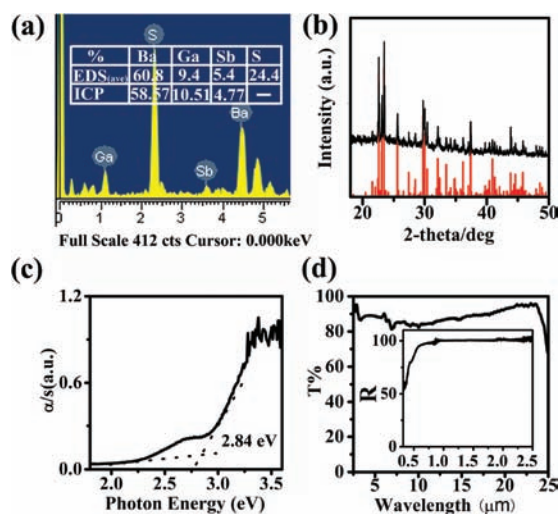 (a)
% Ba Ga Sb S
EDS(ave) 60.8 9.4 5.4 24.4
ICP 58.57 10.51 4.77 —
S
Ba
Ga
Sb
0 1 2 3 4 5
Full Scale 412 cts Cursor: 0.000keV
(b)
Intensity (a.u.)
20 30 40 50
2-theta/deg
(c)
α/s(a.u.)
1.2
0.6
0.0
2.84 eV
2.0 2.5 3.0 3.5
Photon Energy (eV)
(d)
T%
100
80
60
40
20
0
R
100
50
0
0.5 1.0 1.5 2.0 2.5
5 10 15 20 25
Wavelength (μm)